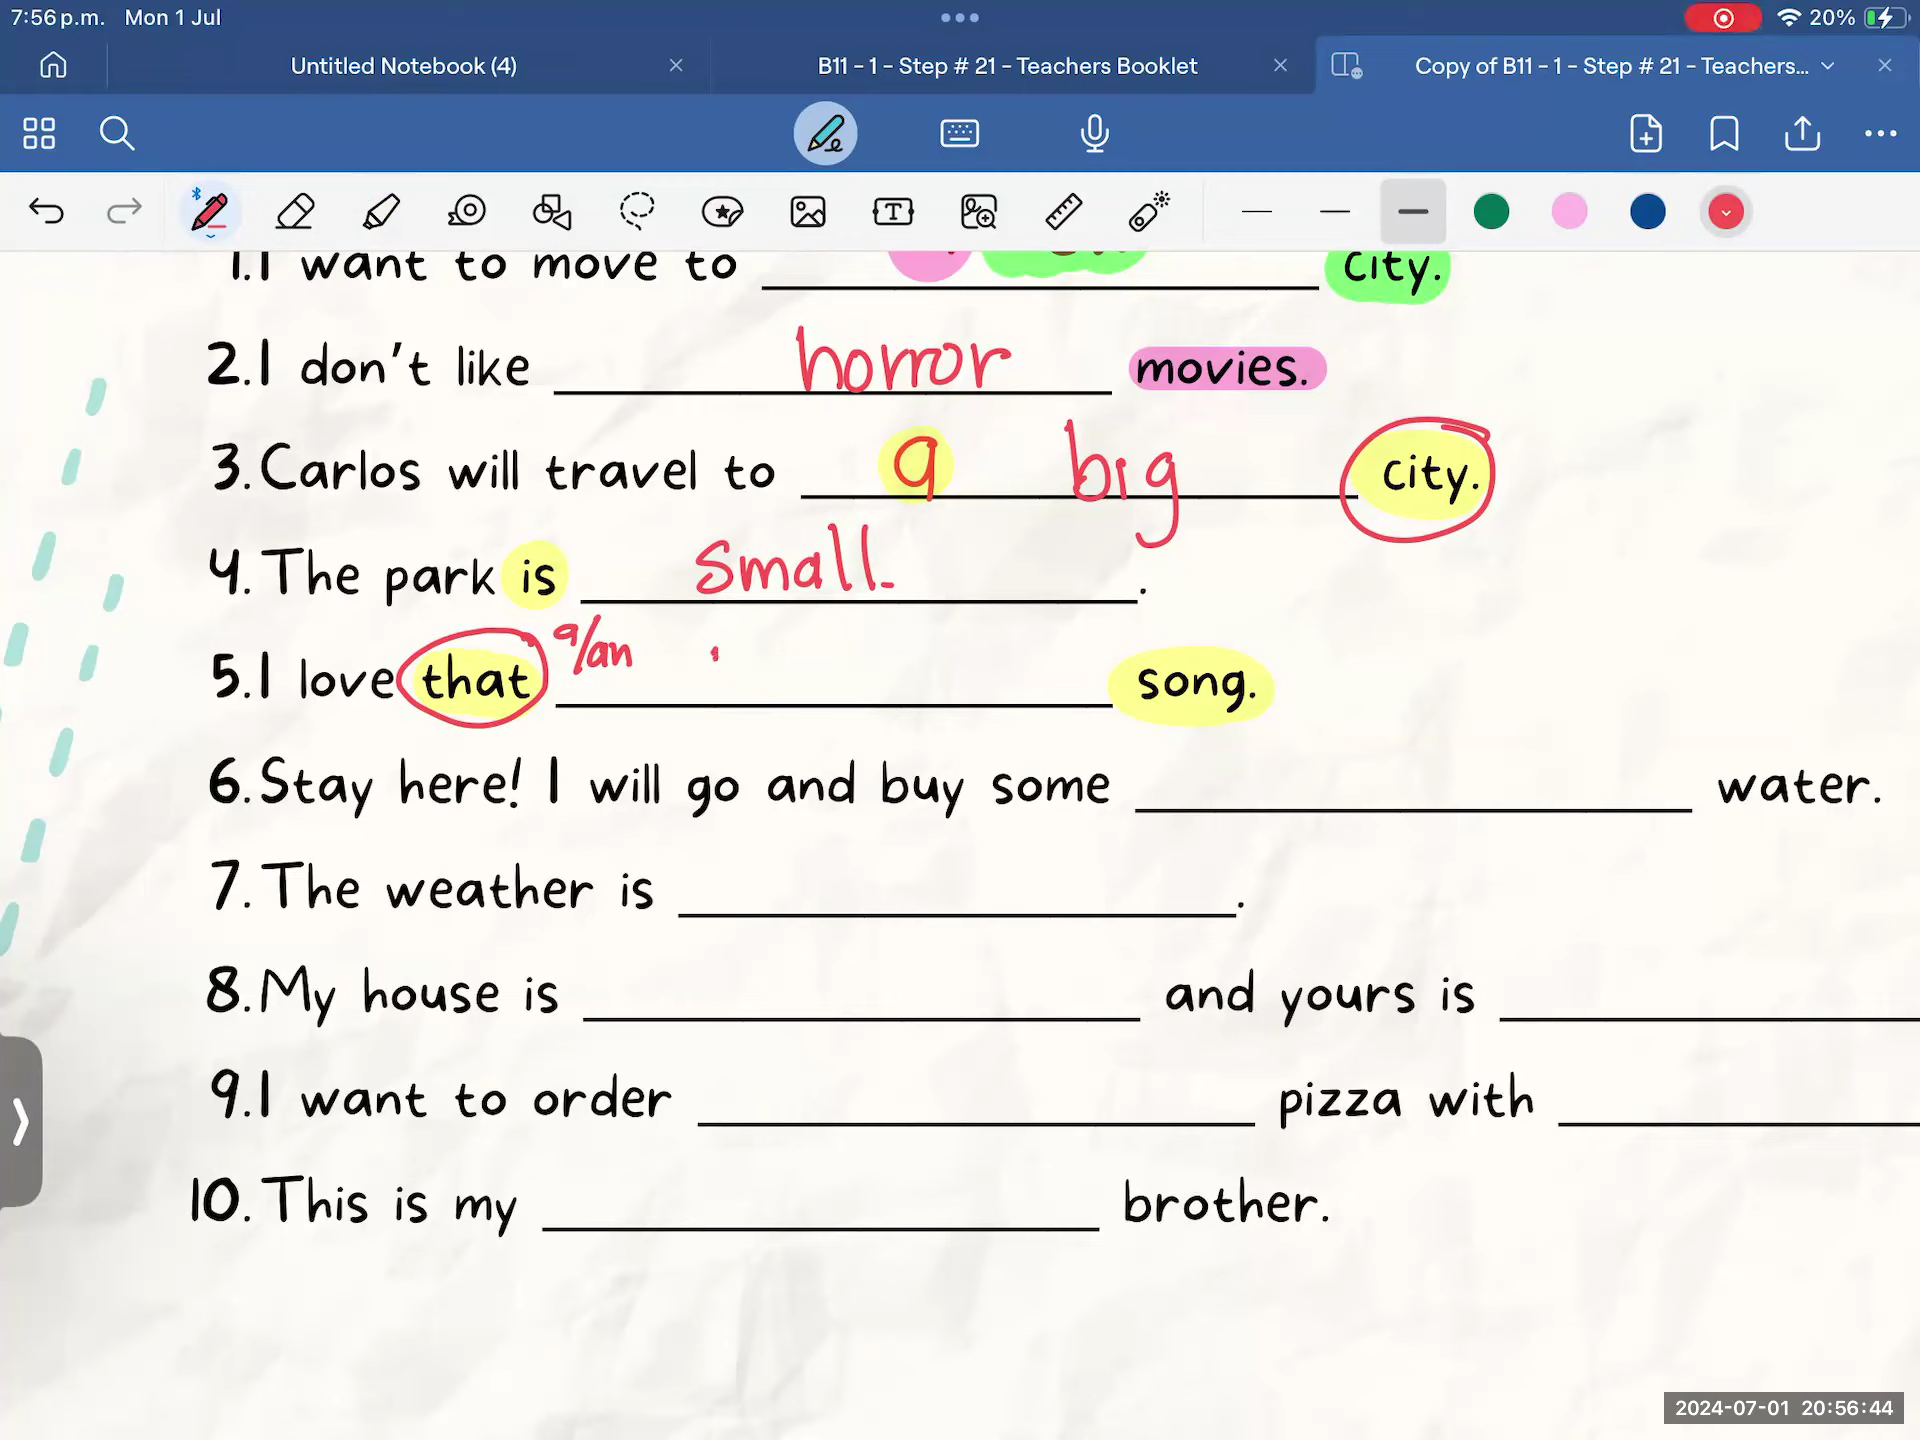 7:56 p.m. Mon 1 Jul 20%
Untitled Notebook (4) B11 - 1 - Step # 21 - Teachers Booklet Copy of B11 - 1 - Step # 21 - Teachers...
1.I want to move to city.
2.I don't like horror movies.
3.Carlos will travel to a big city.
4.The park is small.
a/an
5.I love that song.
6.Stay here! I will go and buy some water.
7.The weather is .
8.My house is and yours is
9.I want to order pizza with
10.This is my brother.
2024-07-01 20:56:44